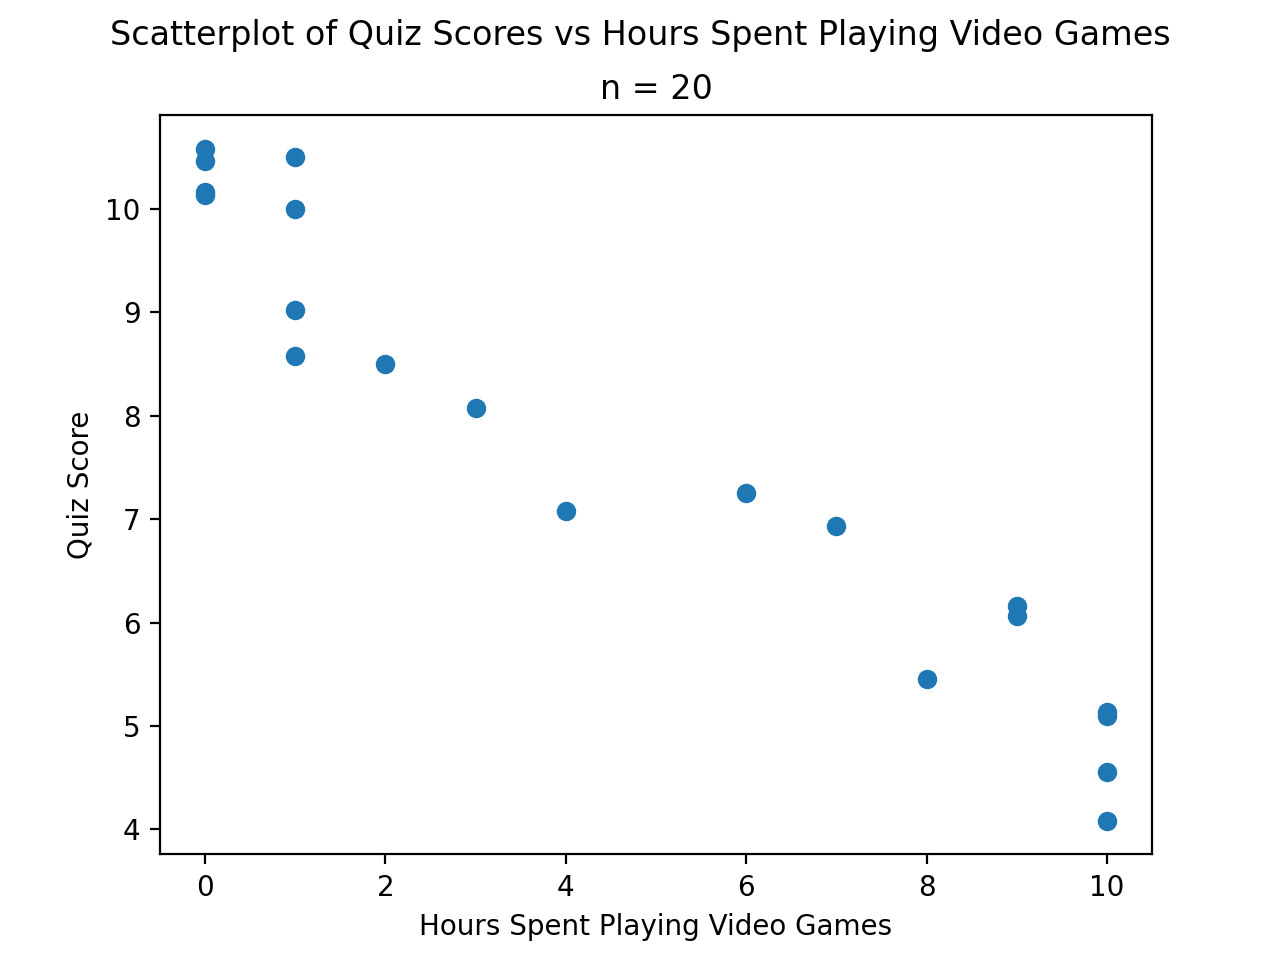 Scatterplot of Quiz Scores vs Hours Spent Playing Video Games
n = 20
Quiz Score
10
9
8
7
6
5
4
0 2 4 6 8 10
Hours Spent Playing Video Games